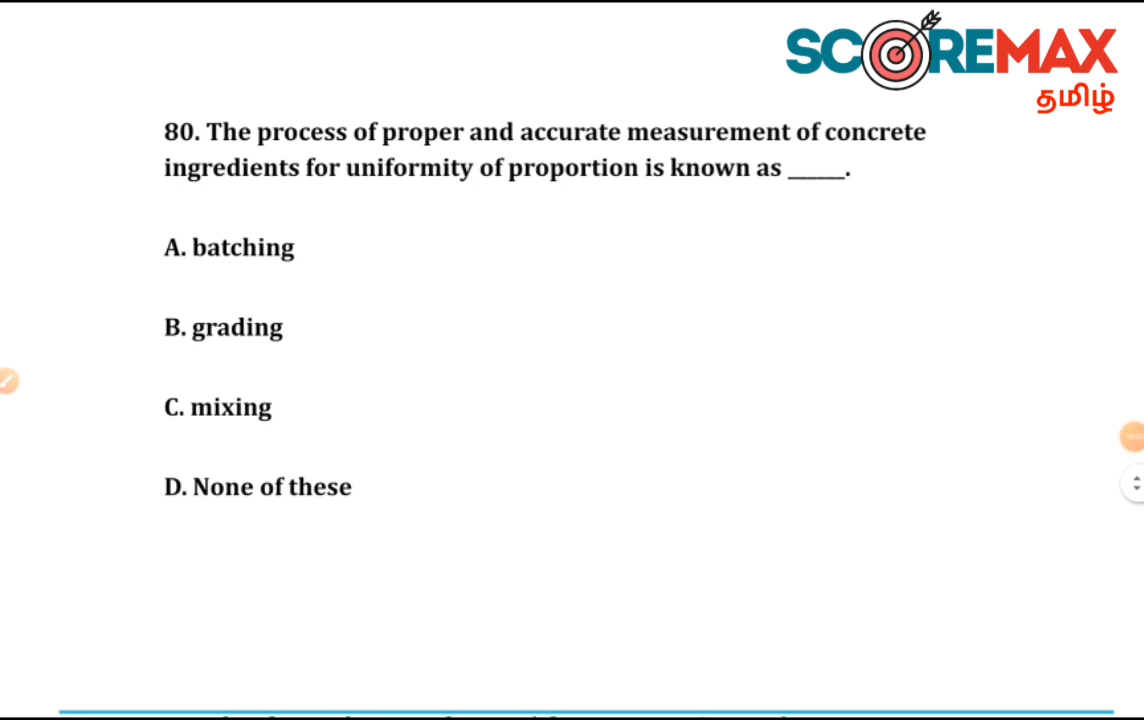 SCOREMAX
தமிழ்
80. The process of proper and accurate measurement of concrete
ingredients for uniformity of proportion is known as ______.
A. batching
B. grading
C. mixing
D. None of these